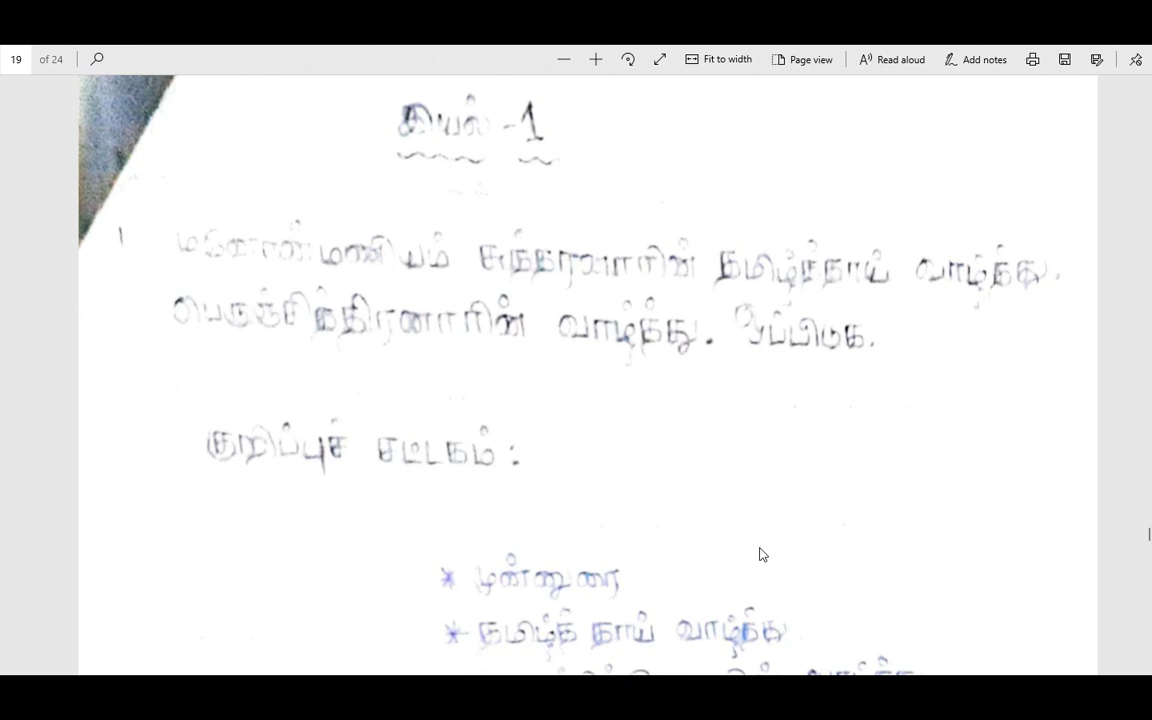 19 of 24 Fit to width Page view Read aloud Add notes
இயல் -1
1 மனோன்மணியம் சுந்தரனாரின் தமிழ்த்தாய் வாழ்த்து.
பெருஞ்சித்திரனாரின் வாழ்த்து. ஒப்பிடுக.
குறிப்புச் சட்டகம் :
* முன்னுரை
* தமிழ்த் தாய் வாழ்த்து